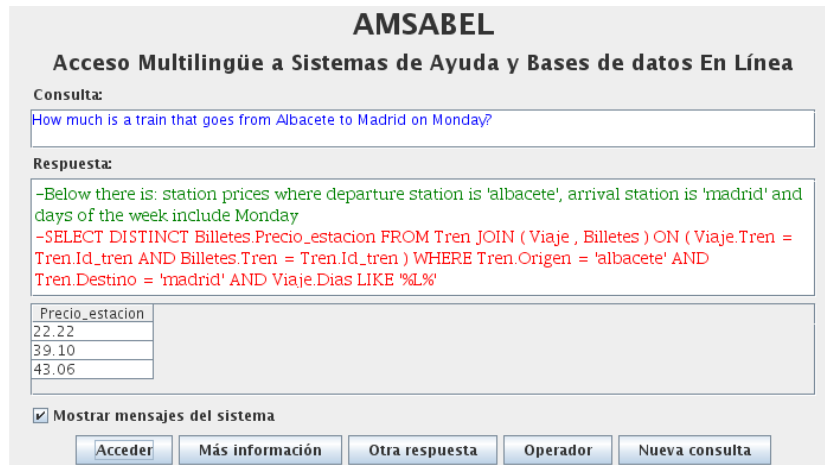 AMSABEL
Acceso Multilingüe a Sistemas de Ayuda y Bases de datos En Línea
Consulta:
How much is a train that goes from Albacete to Madrid on Monday?
Respuesta:
-Below there is: station prices where departure station is 'albacete', arrival station is 'madrid' and
days of the week include Monday
-SELECT DISTINCT Billetes.Precio_estacion FROM Tren JOIN ( Viaje , Billetes ) ON ( Viaje.Tren =
Tren.Id_tren AND Billetes.Tren = Tren.Id_tren ) WHERE Tren.Origen = 'albacete' AND
Tren.Destino = 'madrid' AND Viaje.Dias LIKE '%L%'
Precio_estacion
22.22
39.10
43.06
Mostrar mensajes del sistema
Acceder Más información Otra respuesta Operador Nueva consulta